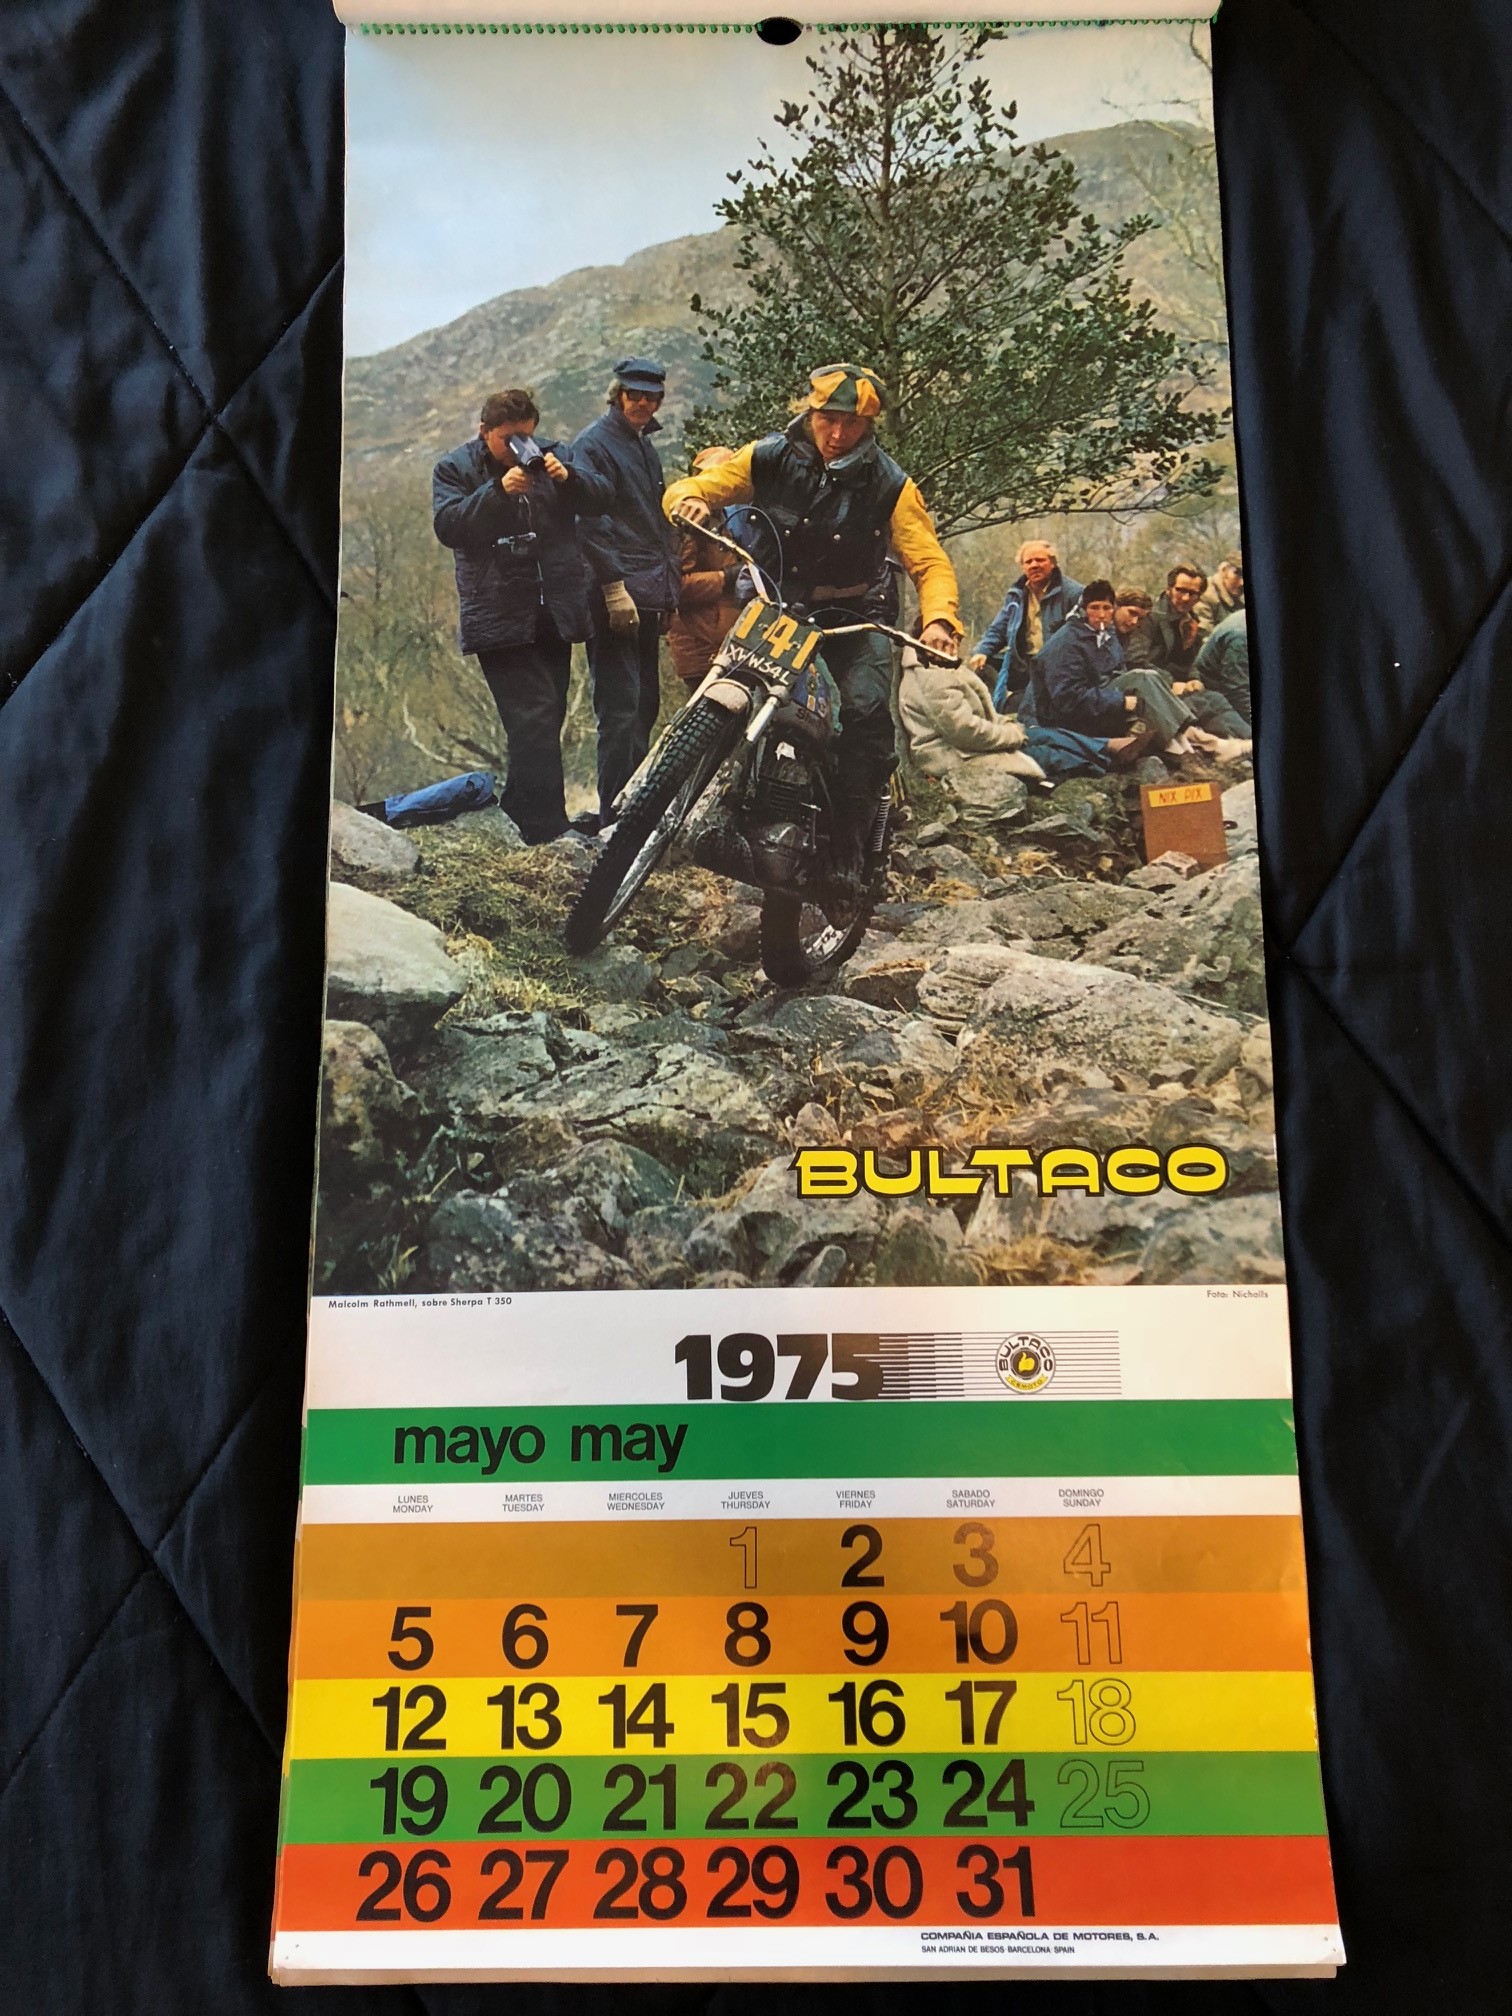 141
XWW 34L
NIX PIX
BULTACO
Malcolm Rathmell, sobre Sherpa T 350
Foto: Nicholls
1975
BULTACO
CEMOTO
mayo may
LUNES MARTES MIERCOLES JUEVES VIERNES SABADO DOMINGO
MONDAY TUESDAY WEDNESDAY THURSDAY FRIDAY SATURDAY SUNDAY
1 2 3 4
5 6 7 8 9 10 11
12 13 14 15 16 17 18
19 20 21 22 23 24 25
26 27 28 29 30 31
COMPAÑIA ESPAÑOLA DE MOTORES, S.A.
SAN ADRIAN DE BESOS-BARCELONA-SPAIN